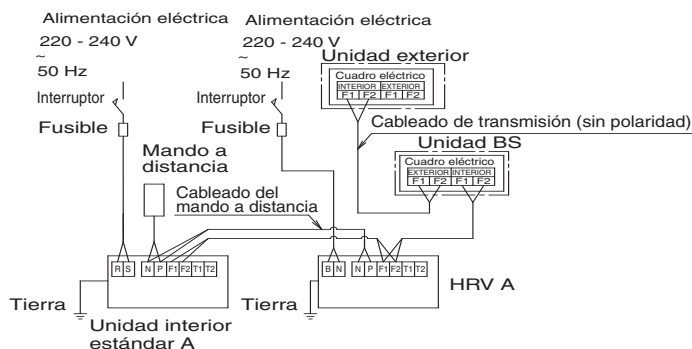 Alimentación eléctrica
220 - 240 V
~
50 Hz
Interruptor
Fusible
Alimentación eléctrica
220 - 240 V
~
50 Hz
Interruptor
Fusible
Unidad exterior
Cuadro eléctrico
INTERIOR EXTERIOR
F1 F2 F1 F2
Cableado de transmisión (sin polaridad)
Unidad BS
Cuadro eléctrico
EXTERIOR INTERIOR
F1 F2 F1 F2
Mando a
distancia
Cableado del
mando a distancia
R S N P F1 F2 T1 T2
B N N P F1 F2 T1 T2
HRV A
Tierra
Tierra
Unidad interior
estándar A